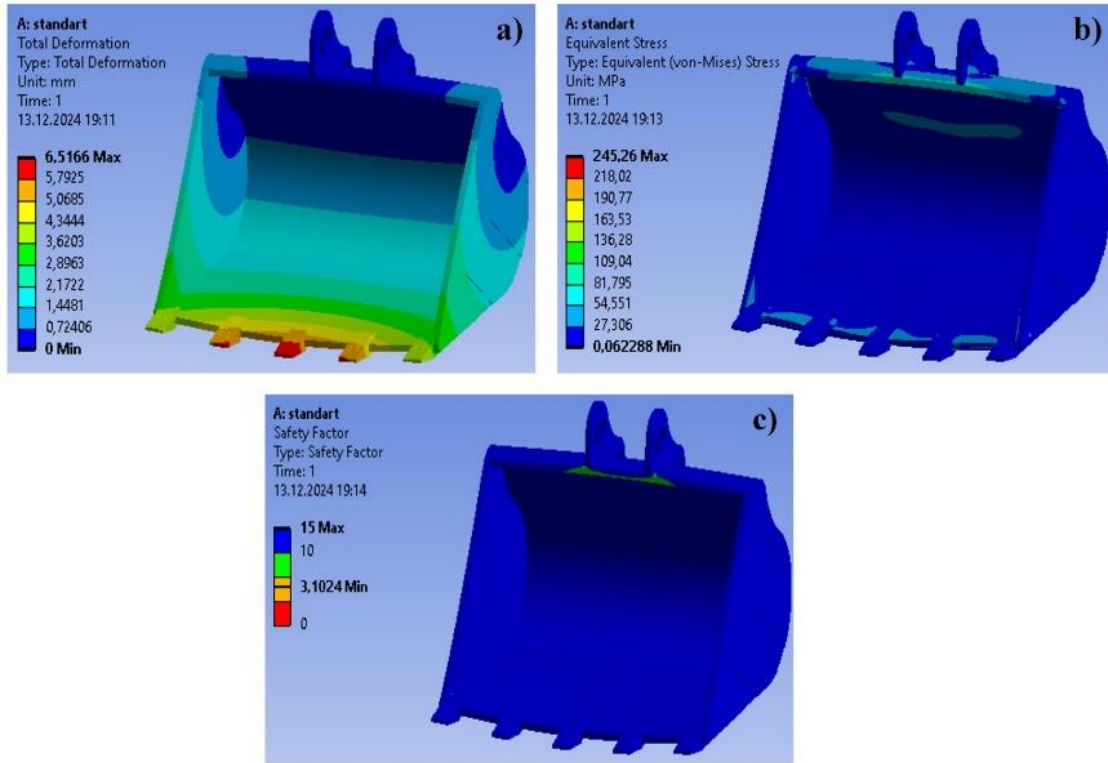 A: standart
Total Deformation
Type: Total Deformation
Unit: mm
Time: 1
13.12.2024 19:11
6,5166 Max
5,7925
5,0685
4,3444
3,6203
2,8963
2,1722
1,4481
0,72406
0 Min
a)
A: standart
Equivalent Stress
Type: Equivalent (von-Mises) Stress
Unit: MPa
Time: 1
13.12.2024 19:13
245,26 Max
218,02
190,77
163,53
136,28
109,04
81,795
54,551
27,306
0,062288 Min
b)
A: standart
Safety Factor
Type: Safety Factor
Time: 1
13.12.2024 19:14
15 Max
10
3,1024 Min
0
c)